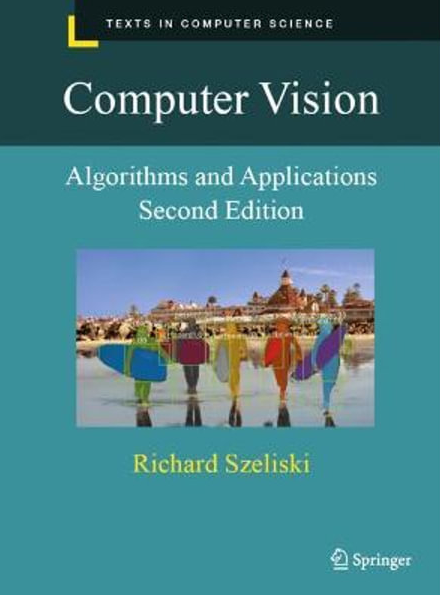 TEXTS IN COMPUTER SCIENCE
Computer Vision
Algorithms and Applications
Second Edition
Richard Szeliski
Springer